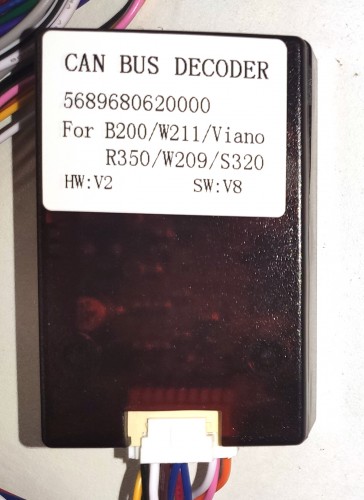 CAN BUS DECODER
5689680620000
For B200/W211/Viano
R350/W209/S320
HW:V2 SW:V8